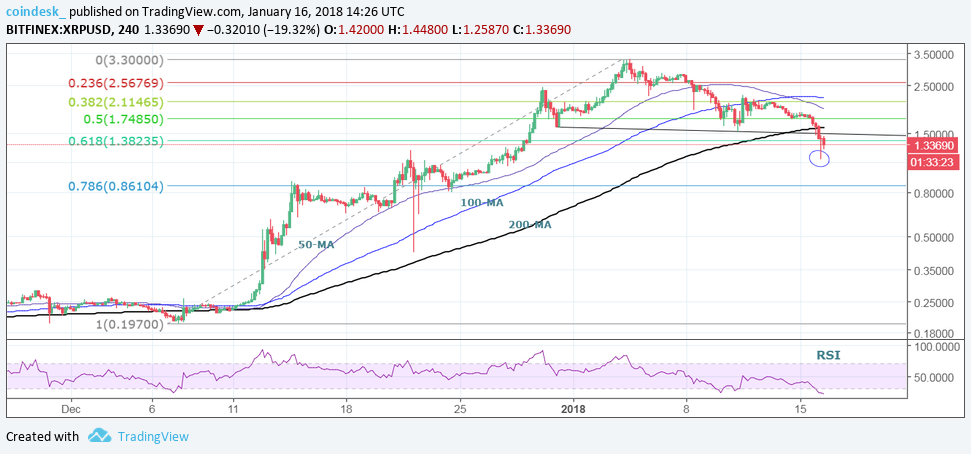 coindesk_ published on TradingView.com, January 16, 2018 14:26 UTC
BITFINEX:XRPUSD, 240 1.33690 ▼ −0.32010 (−19.32%) O:1.42000 H:1.44800 L:1.25870 C:1.33690
3.50000
0(3.30000)
0.236(2.56769)
2.50000
0.382(2.11465)
0.5(1.74850)
1.50000
0.618(1.38235)
1.33690
01:33:23
0.786(0.86104)
0.80000
100-MA
200-MA
50-MA
0.50000
0.35000
0.25000
1(0.19700)
0.18000
100.0000
RSI
50.0000
Dec 6 11 18 25 2018 8 15
Created with TradingView